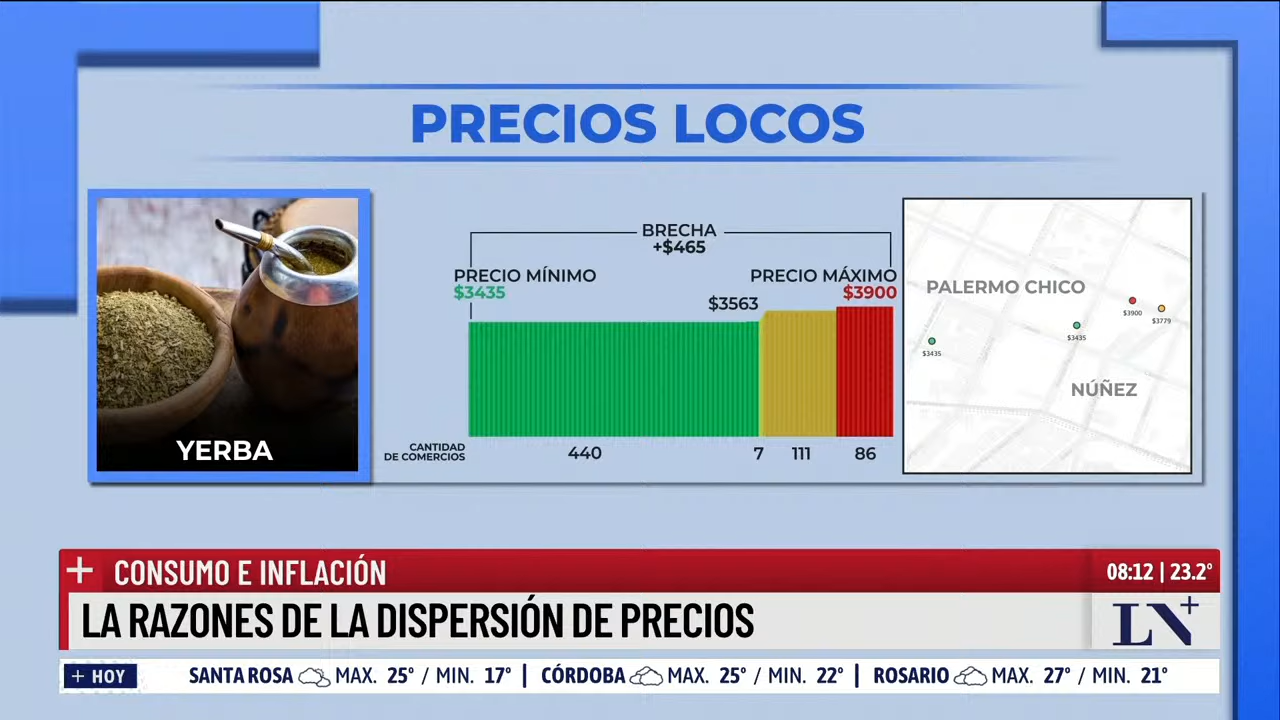 PRECIOS LOCOS
YERBA
BRECHA
+$465
PRECIO MÍNIMO
$3435
PRECIO MÁXIMO
$3900
$3563
CANTIDAD
DE COMERCIOS
440
7
111
86
PALERMO CHICO
$3900
$3779
$3435
$3435
NÚÑEZ
+ CONSUMO E INFLACIÓN
08:12 | 23.2°
LA RAZONES DE LA DISPERSIÓN DE PRECIOS
LN+
+ HOY
SANTA ROSA MAX. 25° / MIN. 17° | CÓRDOBA MAX. 25° / MIN. 22° | ROSARIO MAX. 27° / MIN. 21°